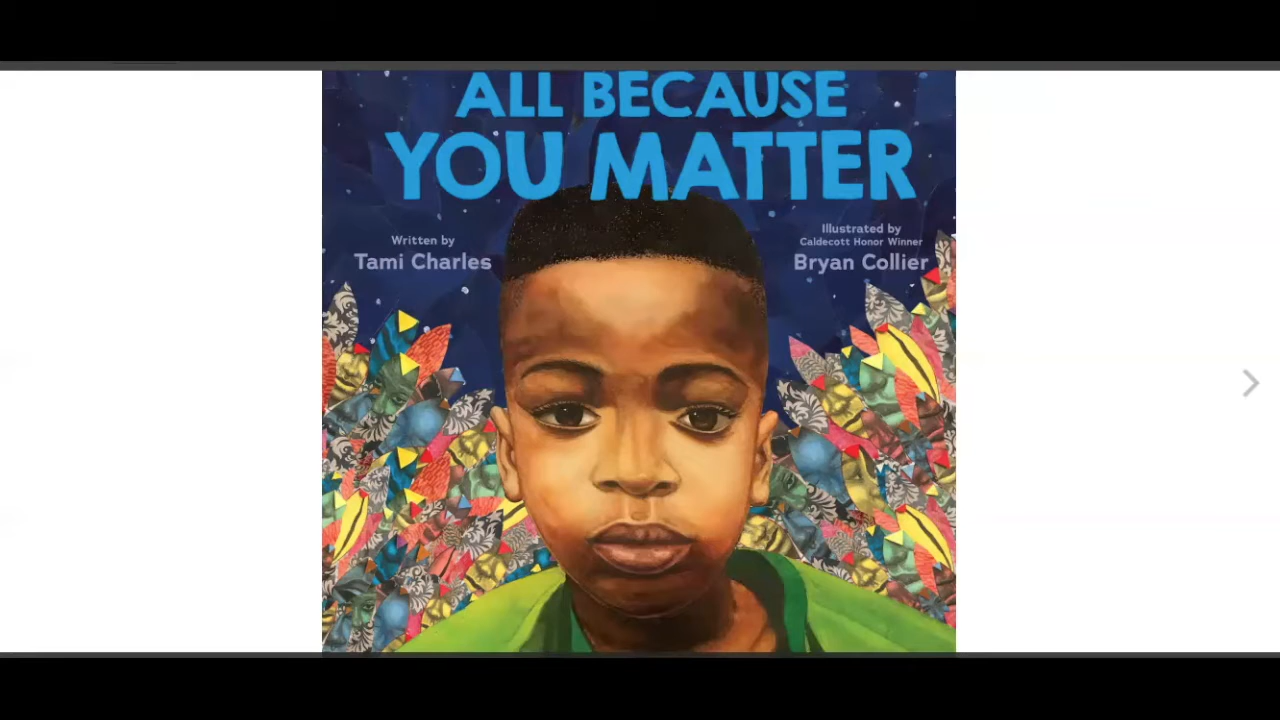 ALL BECAUSE
YOU MATTER
Written by
Tami Charles
Illustrated by
Caldecott Honor Winner
Bryan Collier